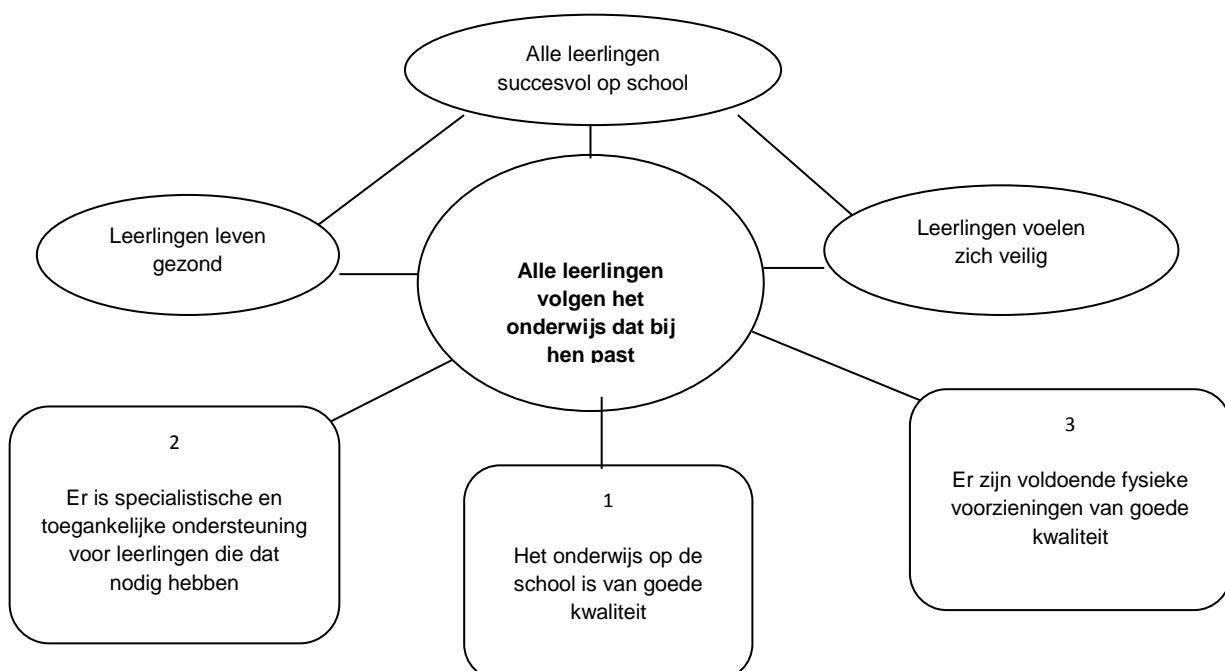 Alle leerlingen
succesvol op school
Leerlingen leven
gezond
Leerlingen voelen
zich veilig
Alle leerlingen
volgen het
onderwijs dat bij
hen past
2
Er is specialistische en
toegankelijke ondersteuning
voor leerlingen die dat
nodig hebben
1
Het onderwijs op de
school is van goede
kwaliteit
3
Er zijn voldoende fysieke
voorzieningen van goede
kwaliteit